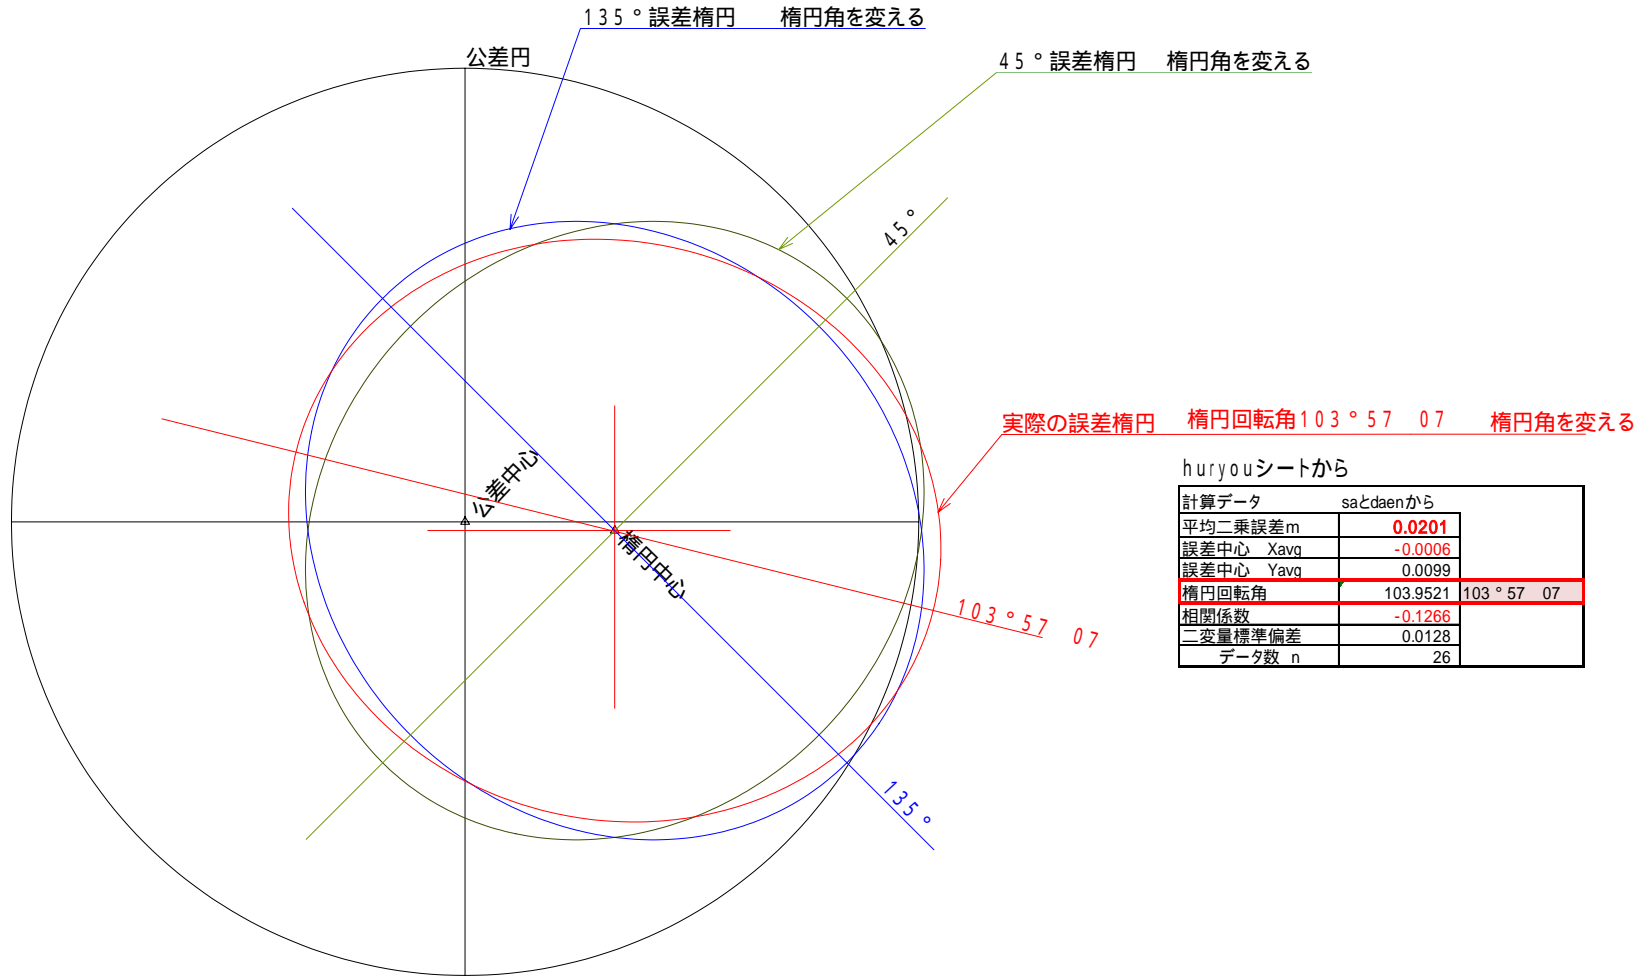 135°誤差楕円 楕円角を変える
公差円
45°誤差楕円 楕円角を変える
45°
実際の誤差楕円 楕円回転角103°57 07 楕円角を変える
公差中心
楕円中心
103°57 07
135°
huryouシートから
計算データ saとdaenから
平均二乗誤差m 0.0201
誤差中心 Xavg -0.0006
誤差中心 Yavg 0.0099
楕円回転角 103.9521 103°57 07
相関係数 -0.1266
二変量標準偏差 0.0128
データ数 n 26